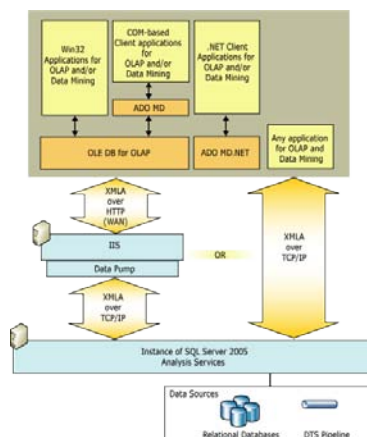 Win32
Applications for
OLAP and/or
Data Mining
COM-based
Client applications
for
OLAP and/or
Data Mining
.NET Client
Applications for
OLAP and/or
Data Mining
ADO MD
OLE DB for OLAP
ADO MD.NET
Any application
for OLAP and
Data Mining
XMLA
over
HTTP
(WAN)
IIS
Data Pump
OR
XMLA
over
TCP/IP
XMLA
over
TCP/IP
Instance of SQL Server 2005
Analysis Services
Data Sources
Relational Databases
DTS Pipeline